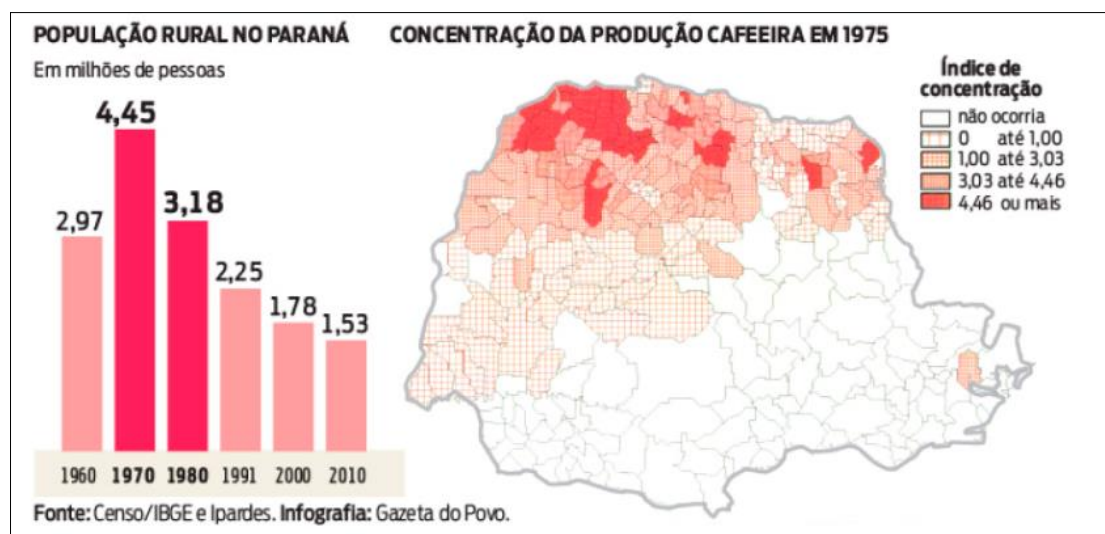 POPULAÇÃO RURAL NO PARANÁ
Em milhões de pessoas
2,97
4,45
3,18
2,25
1,78
1,53
1960 1970 1980 1991 2000 2010
CONCENTRAÇÃO DA PRODUÇÃO CAFEEIRA EM 1975
Índice de
concentração
não ocorria
0 até 1,00
1,00 até 3,03
3,03 até 4,46
4,46 ou mais
Fonte: Censo/IBGE e Ipardes. Infografia: Gazeta do Povo.